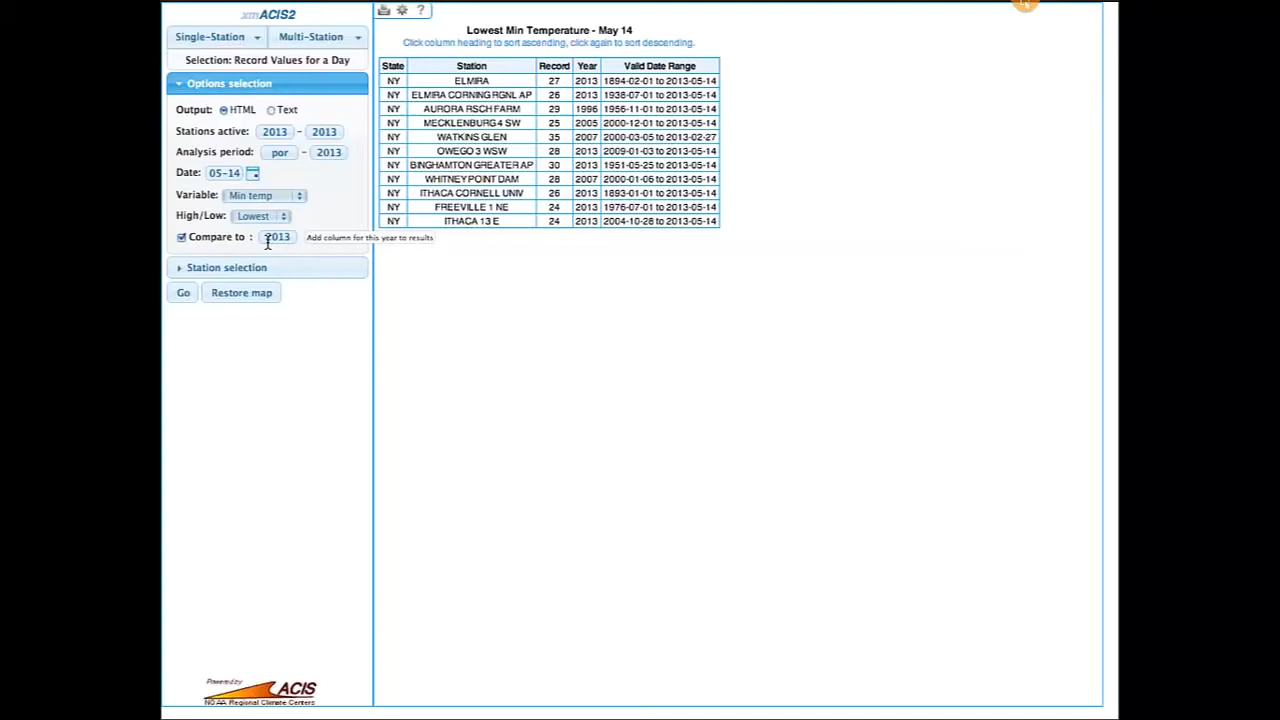 xmACIS2
Single-Station Multi-Station
Selection: Record Values for a Day
Options selection
Output: HTML Text
Stations active: 2013 - 2013
Analysis period: por - 2013
Date: 05-14
Variable: Min temp
High/Low: Lowest
Compare to : 2013
Add column for this year to results
Station selection
Go Restore map
Powered by
ACIS
NOAA Regional Climate Centers
?
Lowest Min Temperature - May 14
Click column heading to sort ascending, click again to sort descending.
State Station Record Year Valid Date Range
NY ELMIRA 27 2013 1894-02-01 to 2013-05-14
NY ELMIRA CORNING RGNL AP 26 2013 1938-07-01 to 2013-05-14
NY AURORA RSCH FARM 29 1996 1956-11-01 to 2013-05-14
NY MECKLENBURG 4 SW 25 2005 2000-12-01 to 2013-05-14
NY WATKINS GLEN 35 2007 2000-03-05 to 2013-02-27
NY OWEGO 3 WSW 28 2013 2009-01-03 to 2013-05-14
NY BINGHAMTON GREATER AP 30 2013 1951-05-25 to 2013-05-14
NY WHITNEY POINT DAM 28 2007 2000-01-06 to 2013-05-14
NY ITHACA CORNELL UNIV 26 2013 1893-01-01 to 2013-05-14
NY FREEVILLE 1 NE 24 2013 1976-07-01 to 2013-05-14
NY ITHACA 13 E 24 2013 2004-10-28 to 2013-05-14